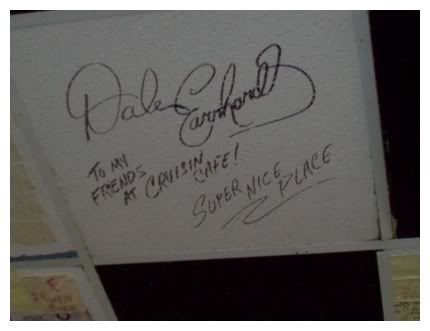 Dale Earnhardt
TO MY
FRIENDS
AT CRUISIN
CAFE!
SUPER NICE
PLACE